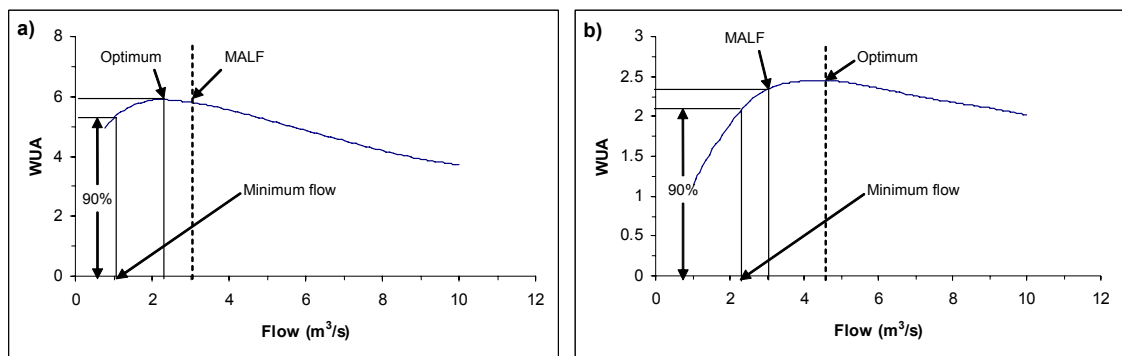 a)
8
6
4
2
0
WUA
Optimum
MALF
90%
Minimum flow
0 2 4 6 8 10 12
Flow (m³/s)
b)
3
2.5
2
1.5
1
0.5
0
WUA
MALF
Optimum
90%
Minimum flow
0 2 4 6 8 10 12
Flow (m³/s)